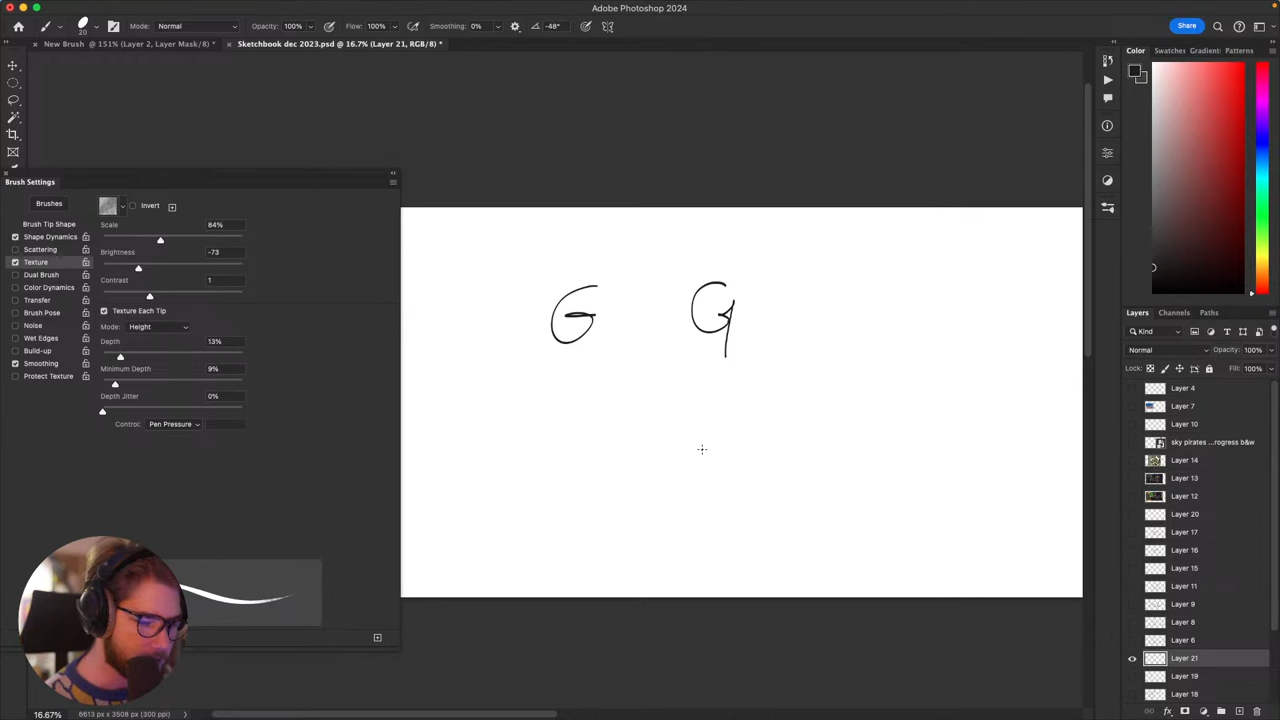 Adobe Photoshop 2024
20 Mode: Normal Opacity: 100% Flow: 100% Smoothing: 0% -48° Share
New Brush @ 151% (Layer 2, Layer Mask/8) * Sketchbook dec 2023.psd @ 16.7% (Layer 21, RGB/8) *
Color Swatches Gradient: Patterns
Brush Settings
Brushes Invert
Brush Tip Shape Scale 84%
Shape Dynamics
Scattering Brightness -73
Texture
Dual Brush Contrast 1
Color Dynamics
Transfer Texture Each Tip
Brush Pose Mode: Height
Noise
Wet Edges Depth 13%
Build-up
Smoothing Minimum Depth 9%
Protect Texture
Depth Jitter 0%
Control: Pen Pressure
G G
Layers Channels Paths
Kind
Normal Opacity: 100%
Lock: Fill: 100%
Layer 4
Layer 7
Layer 10
sky pirates ...rogress b&w
Layer 14
Layer 13
Layer 12
Layer 20
Layer 17
Layer 16
Layer 15
Layer 11
Layer 9
Layer 8
Layer 6
Layer 21
Layer 19
Layer 18
fx
16.67% 6613 px x 3508 px (300 ppi)